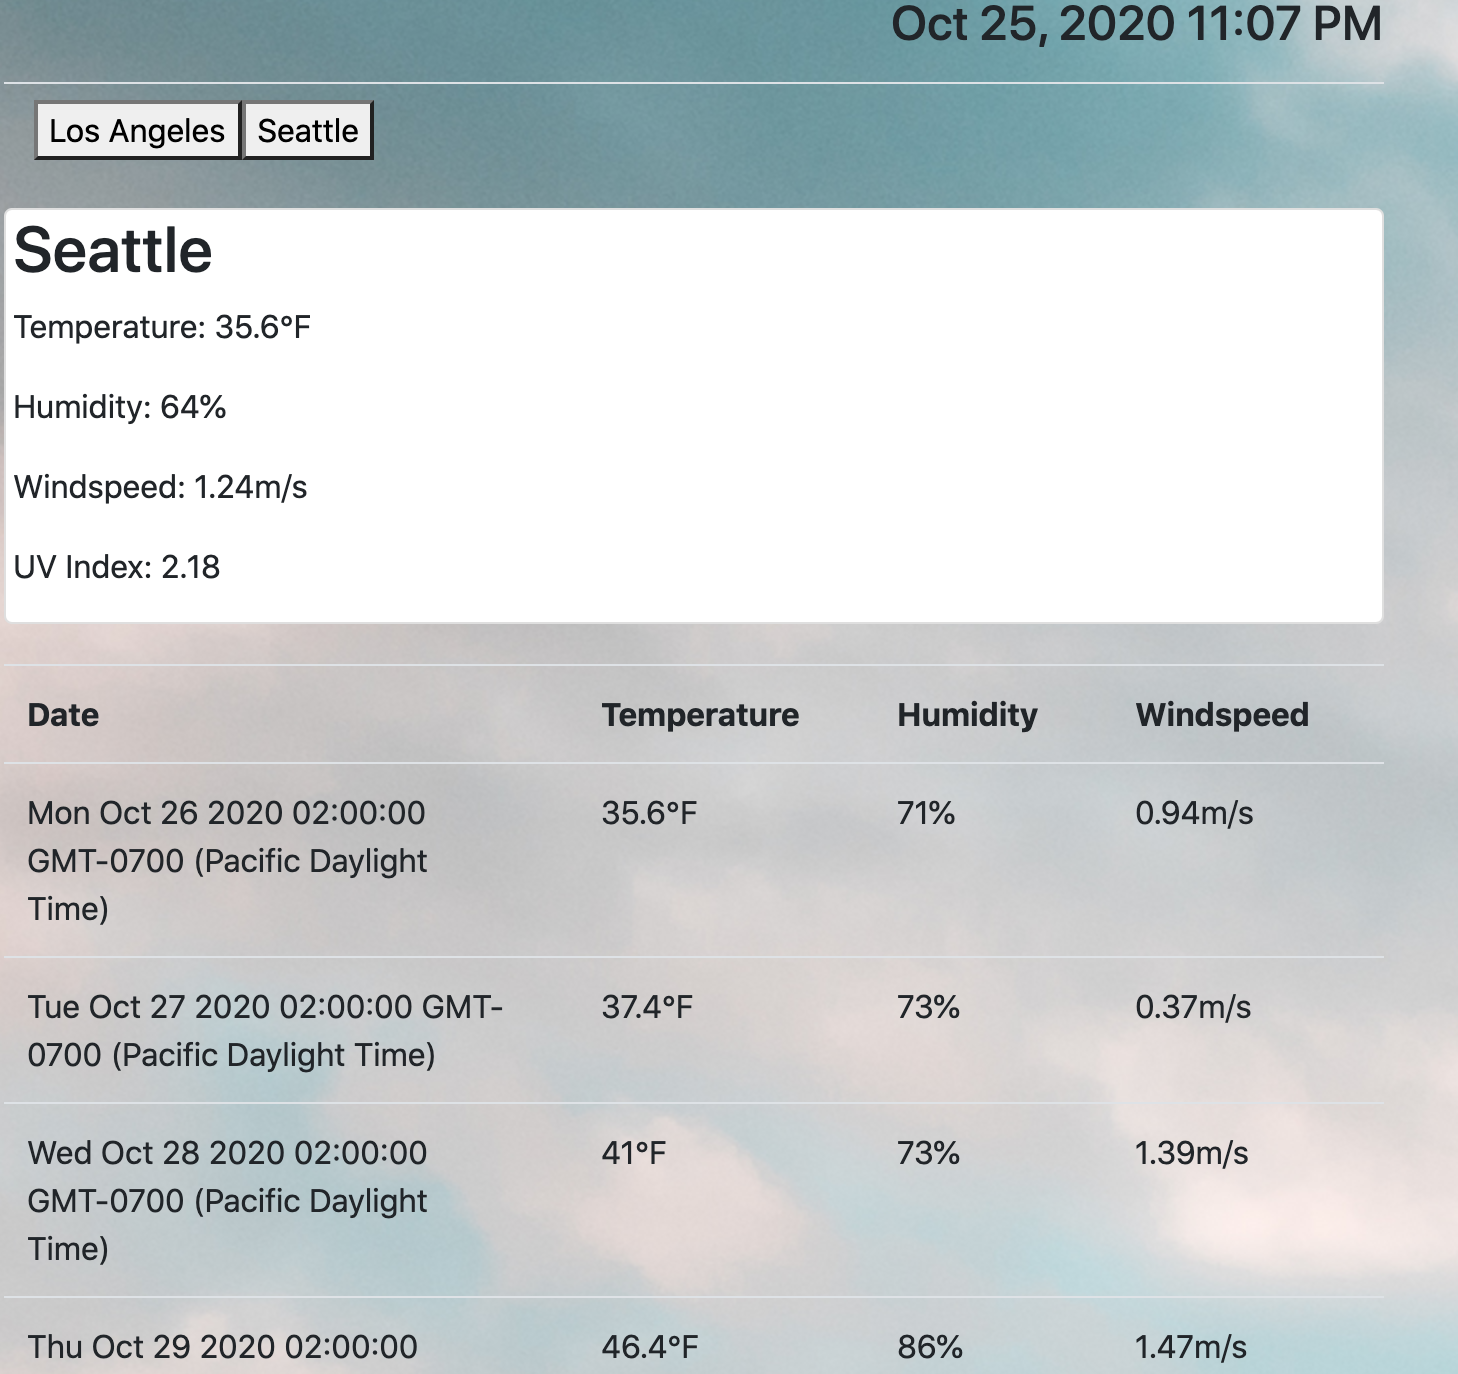 Oct 25, 2020 11:07 PM
Los Angeles Seattle
Seattle
Temperature: 35.6°F
Humidity: 64%
Windspeed: 1.24m/s
UV Index: 2.18
Date Temperature Humidity Windspeed
Mon Oct 26 2020 02:00:00 35.6°F 71% 0.94m/s
GMT-0700 (Pacific Daylight
Time)
Tue Oct 27 2020 02:00:00 GMT- 37.4°F 73% 0.37m/s
0700 (Pacific Daylight Time)
Wed Oct 28 2020 02:00:00 41°F 73% 1.39m/s
GMT-0700 (Pacific Daylight
Time)
Thu Oct 29 2020 02:00:00 46.4°F 86% 1.47m/s